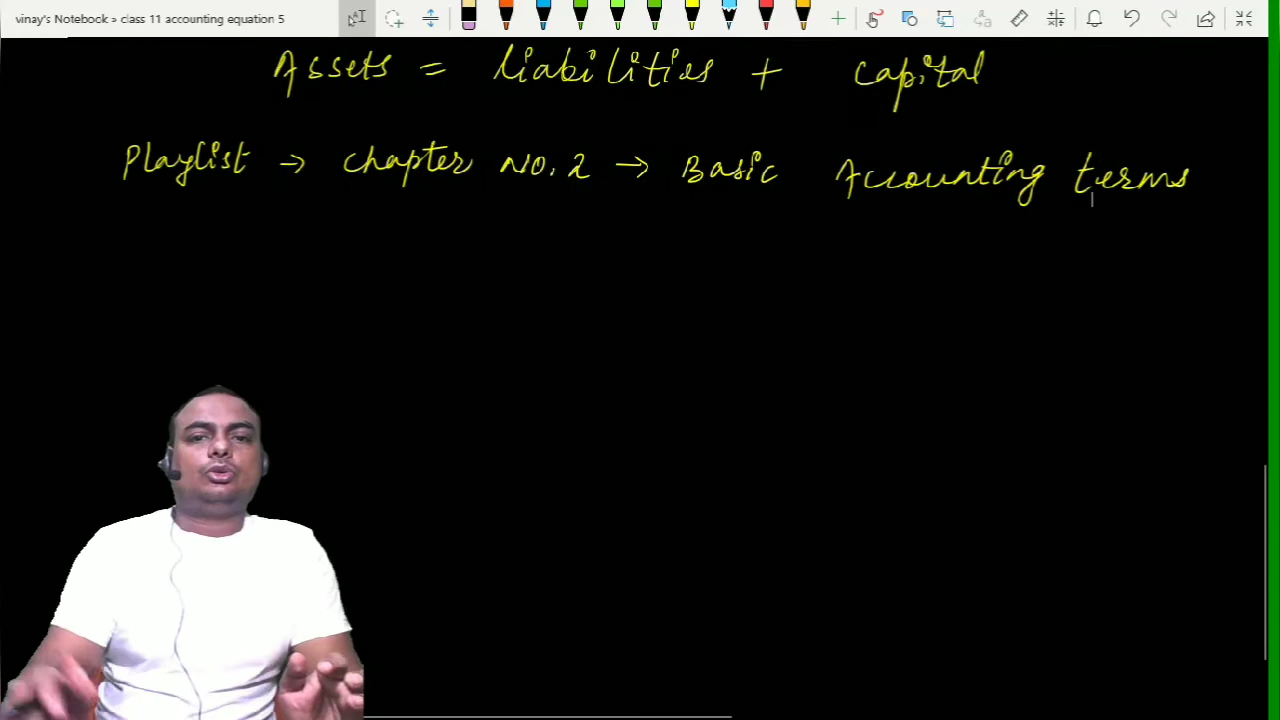 vinay's Notebook > class 11 accounting equation 5
Assets = liabilities + capital
Playlist → chapter No. 2 → Basic Accounting terms